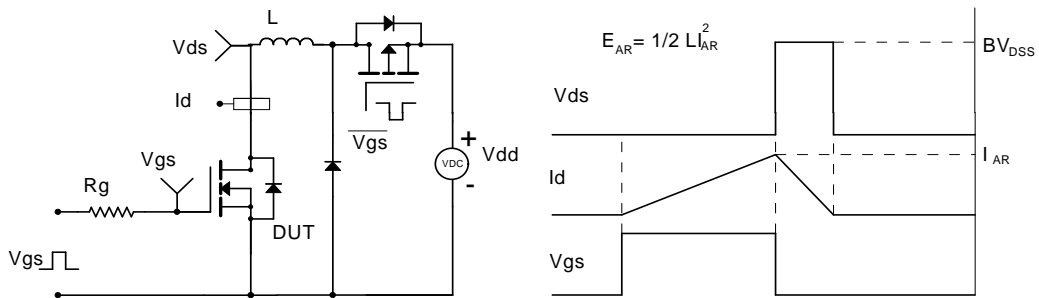 L
Vds
Id
Vgs
Vgs
Rg
DUT
Vgs
VDC
+
-
Vdd
E_AR= 1/2 LI_AR^2
BV_DSS
Vds
I_AR
Id
Vgs